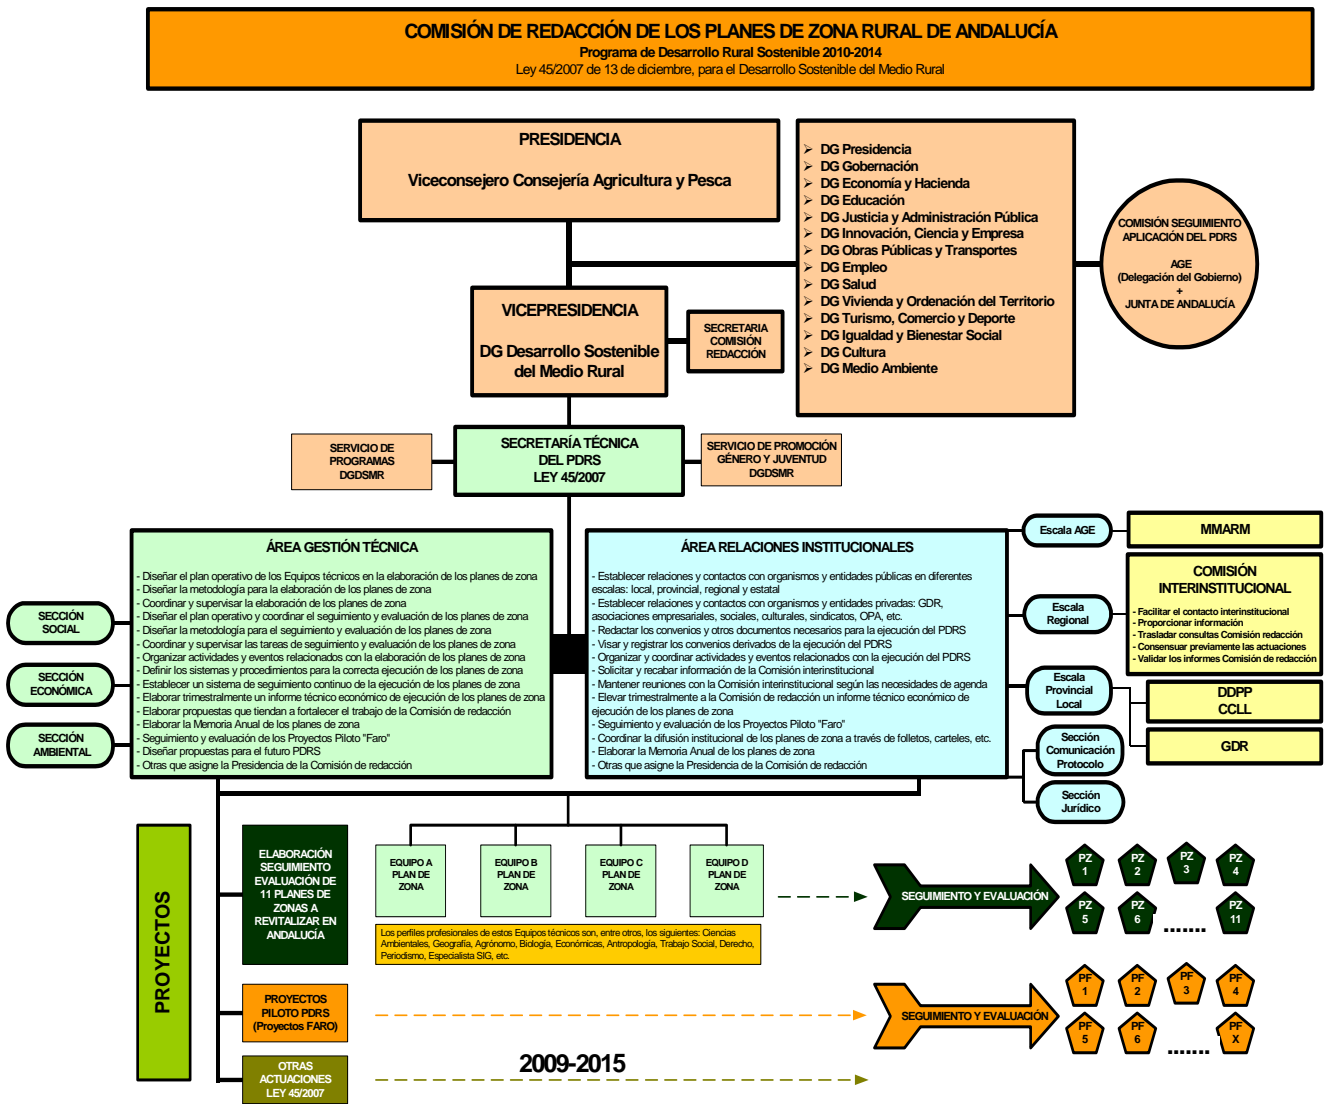 COMISIÓN DE REDACCIÓN DE LOS PLANES DE ZONA RURAL DE ANDALUCÍA
Programa de Desarrollo Rural Sostenible 2010-2014
Ley 45/2007 de 13 de diciembre, para el Desarrollo Sostenible del Medio Rural
PRESIDENCIA
Viceconsejero Consejería Agricultura y Pesca
➢ DG Presidencia
➢ DG Gobernación
➢ DG Economía y Hacienda
➢ DG Educación
➢ DG Justicia y Administración Pública
➢ DG Innovación, Ciencia y Empresa
➢ DG Obras Públicas y Transportes
➢ DG Empleo
➢ DG Salud
➢ DG Vivienda y Ordenación del Territorio
➢ DG Turismo, Comercio y Deporte
➢ DG Igualdad y Bienestar Social
➢ DG Cultura
➢ DG Medio Ambiente
COMISIÓN SEGUIMIENTO
APLICACIÓN DEL PDRS
AGE
(Delegación del Gobierno)
+
JUNTA DE ANDALUCÍA
VICEPRESIDENCIA
DG Desarrollo Sostenible
del Medio Rural
SECRETARIA
COMISIÓN
REDACCIÓN
SERVICIO DE
PROGRAMAS
DGDSMR
SECRETARÍA TÉCNICA
DEL PDRS
LEY 45/2007
SERVICIO DE PROMOCIÓN
GÉNERO Y JUVENTUD
DGDSMR
SECCIÓN
SOCIAL
SECCIÓN
ECONÓMICA
SECCIÓN
AMBIENTAL
ÁREA GESTIÓN TÉCNICA
- Diseñar el plan operativo de los Equipos técnicos en la elaboración de los planes de zona
- Diseñar la metodología para la elaboración de los planes de zona
- Coordinar y supervisar la elaboración de los planes de zona
- Diseñar el plan operativo y coordinar el seguimiento y evaluación de los planes de zona
- Diseñar la metodología para el seguimiento y evaluación de los planes de zona
- Coordinar y supervisar las tareas de seguimiento y evaluación de los planes de zona
- Organizar actividades y eventos relacionados con la elaboración de los planes de zona
- Definir los sistemas y procedimientos para la correcta ejecución de los planes de zona
- Establecer un sistema de seguimiento continuo de la ejecución de los planes de zona
- Elaborar trimestralmente un informe técnico económico de ejecución de los planes de zona
- Elaborar propuestas que tiendan a fortalecer el trabajo de la Comisión de redacción
- Elaborar la Memoria Anual de los planes de zona
- Seguimiento y evaluación de los Proyectos Piloto "Faro"
- Diseñar propuestas para el futuro PDRS
- Otras que asigne la Presidencia de la Comisión de redacción
ÁREA RELACIONES INSTITUCIONALES
- Establecer relaciones y contactos con organismos y entidades públicas en diferentes
escalas: local, provincial, regional y estatal
- Establecer relaciones y contactos con organismos y entidades privadas: GDR,
asociaciones empresariales, sociales, culturales, sindicatos, OPA, etc.
- Redactar los convenios y otros documentos necesarios para la ejecución del PDRS
- Visar y registrar los convenios derivados de la ejecución del PDRS
- Organizar y coordinar actividades y eventos relacionados con la ejecución del PDRS
- Solicitar y recabar información de la Comisión interinstitucional
- Mantener reuniones con la Comisión interinstitucional según las necesidades de agenda
- Elevar trimestralmente a la Comisión de redacción un informe técnico económico de
ejecución de los planes de zona
- Seguimiento y evaluación de los Proyectos Piloto "Faro"
- Coordinar la difusión institucional de los planes de zona a través de folletos, carteles, etc.
- Elaborar la Memoria Anual de los planes de zona
- Otras que asigne la Presidencia de la Comisión de redacción
Escala AGE
Escala
Regional
Escala
Provincial
Local
Sección
Comunicación
Protocolo
Sección
Jurídico
MMARM
COMISIÓN
INTERINSTITUCIONAL
- Facilitar el contacto interinstitucional
- Proporcionar información
- Trasladar consultas Comisión redacción
- Consensuar previamente las actuaciones
- Validar los informes Comisión de redacción
DDPP
CCLL
GDR
PROYECTOS
ELABORACIÓN
SEGUIMIENTO
EVALUACIÓN DE
11 PLANES DE
ZONAS A
REVITALIZAR EN
ANDALUCÍA
EQUIPO A
PLAN DE
ZONA
EQUIPO B
PLAN DE
ZONA
EQUIPO C
PLAN DE
ZONA
EQUIPO D
PLAN DE
ZONA
Los perfiles profesionales de estos Equipos técnicos son, entre otros, los siguientes: Ciencias
Ambientales, Geografía, Agrónomo, Biología, Económicas, Antropología, Trabajo Social, Derecho,
Periodismo, Especialista SIG, etc.
SEGUIMIENTO Y EVALUACIÓN
PZ
1
PZ
2
PZ
3
PZ
4
PZ
5
PZ
6
.......
PZ
11
PROYECTOS
PILOTO PDRS
(Proyectos FARO)
SEGUIMIENTO Y EVALUACIÓN
PF
1
PF
2
PF
3
PF
4
PF
5
PF
6
.......
PF
X
OTRAS
ACTUACIONES
LEY 45/2007
2009-2015